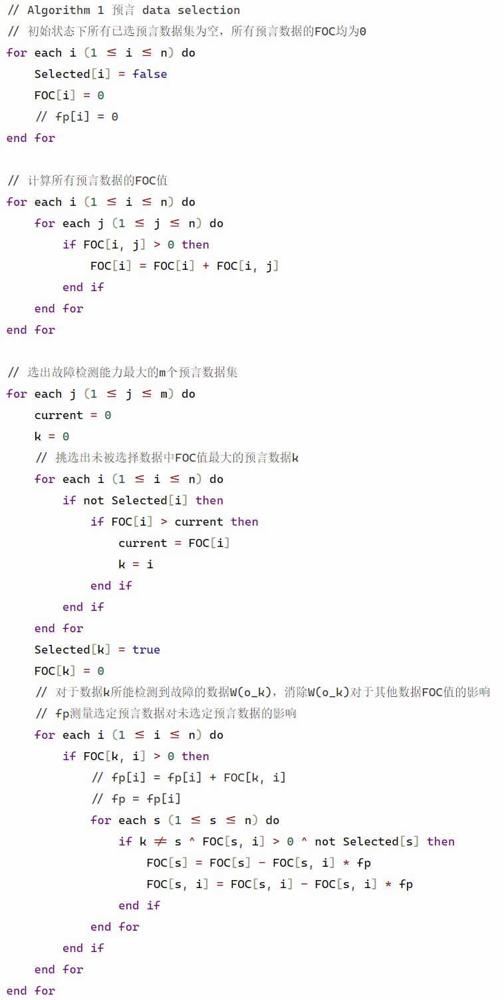 // Algorithm 1 预言 data selection
// 初始状态下所有已选预言数据集为空，所有预言数据的FOC均为0
for each i (1 ≤ i ≤ n) do
    Selected[i] = false
    FOC[i] = 0
    // fp[i] = 0
end for

// 计算所有预言数据的FOC值
for each i (1 ≤ i ≤ n) do
    for each j (1 ≤ j ≤ n) do
        if FOC[i, j] > 0 then
            FOC[i] = FOC[i] + FOC[i, j]
        end if
    end for
end for

// 选出故障检测能力最大的m个预言数据集
for each j (1 ≤ j ≤ m) do
    current = 0
    k = 0
    // 挑选出未被选择数据中FOC值最大的预言数据k
    for each i (1 ≤ i ≤ n) do
        if not Selected[i] then
            if FOC[i] > current then
                current = FOC[i]
                k = i
            end if
        end if
    end for
    Selected[k] = true
    FOC[k] = 0
    // 对于数据k所能检测到故障的数据W(o_k)，消除W(o_k)对于其他数据FOC值的影响
    // fp测量选定预言数据对未选定预言数据的影响
    for each i (1 ≤ i ≤ n) do
        if FOC[k, i] > 0 then
            // fp[i] = fp[i] + FOC[k, i]
            // fp = fp[i]
            for each s (1 ≤ s ≤ n) do
                if k ≠ s ^ FOC[s, i] > 0 ^ not Selected[s] then
                    FOC[s] = FOC[s] - FOC[s, i] * fp
                    FOC[s, i] = FOC[s, i] - FOC[s, i] * fp
                end if
            end for
        end if
    end for
end for